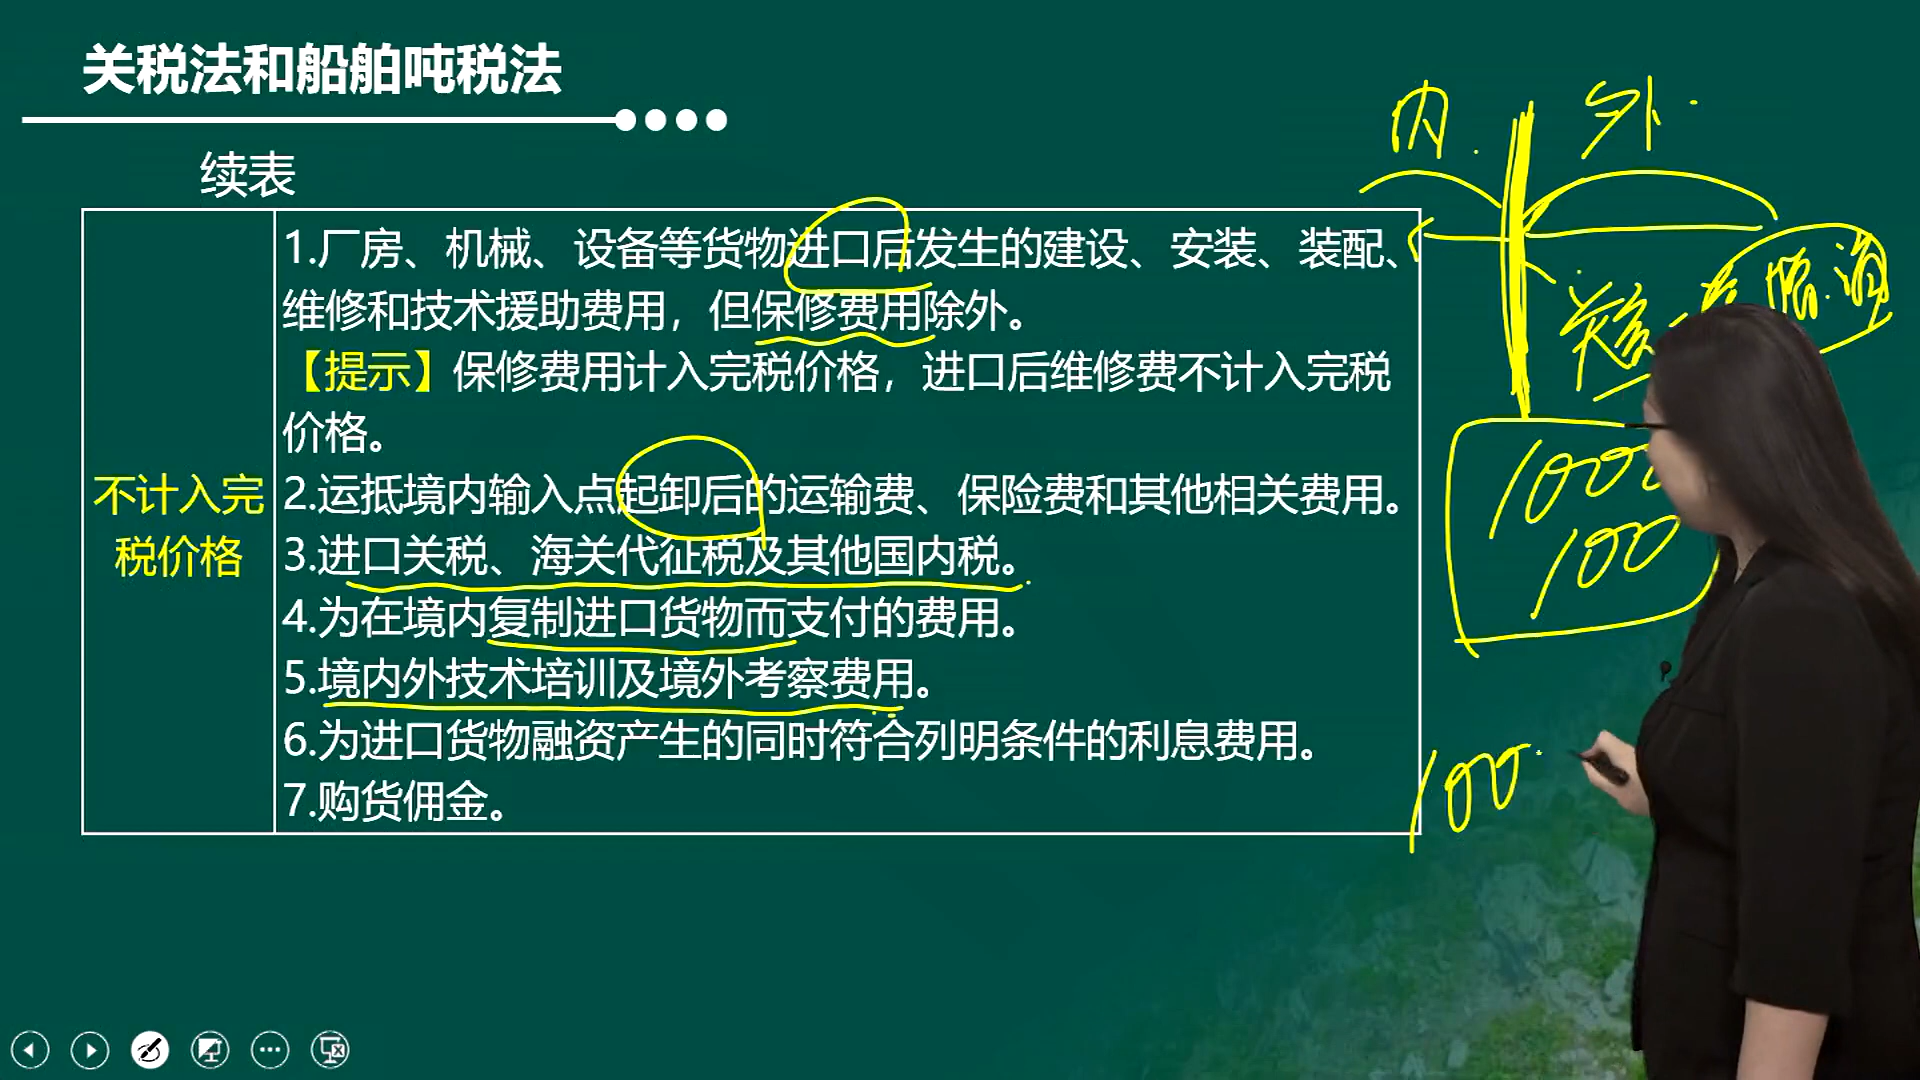 关税法和船舶吨税法
续表
不计入完
税价格
1.厂房、机械、设备等货物进口后发生的建设、安装、装配、
维修和技术援助费用，但保修费用除外。
【提示】保修费用计入完税价格，进口后维修费不计入完税
价格。
2.运抵境内输入点起卸后的运输费、保险费和其他相关费用。
3.进口关税、海关代征税及其他国内税。
4.为在境内复制进口货物而支付的费用。
5.境内外技术培训及境外考察费用。
6.为进口货物融资产生的同时符合列明条件的利息费用。
7.购货佣金。
内 外
100
100